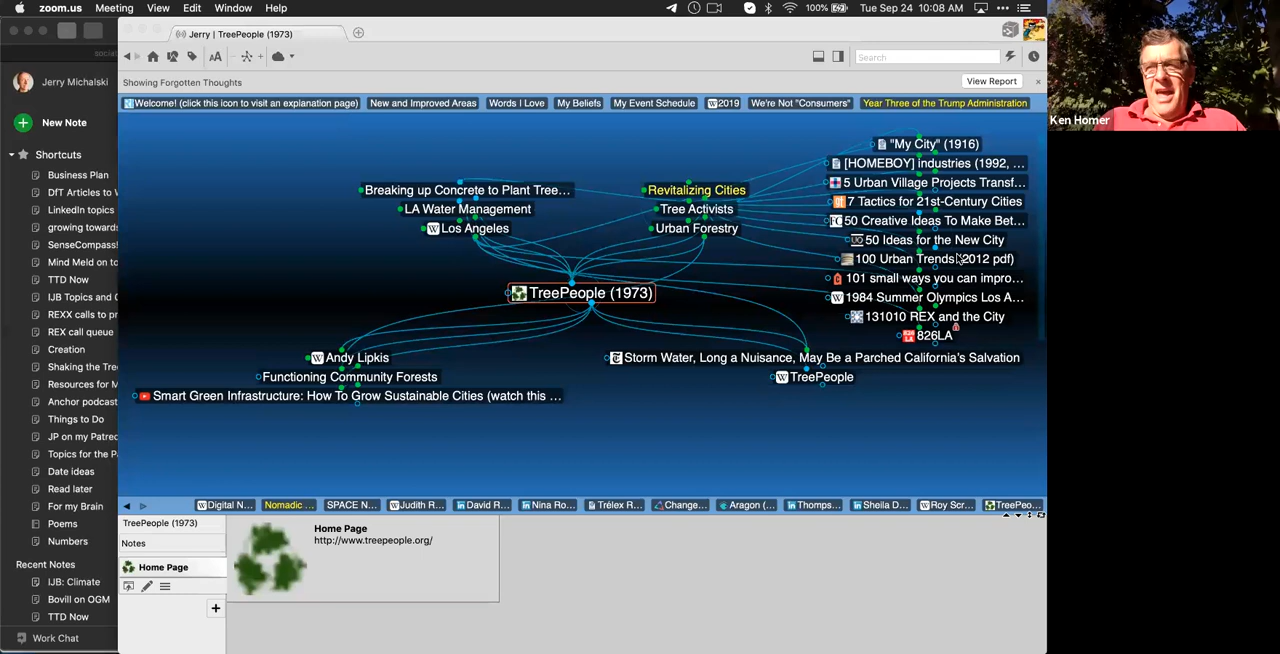 zoom.us Meeting View Edit Window Help 100% Tue Sep 24 10:08 AM
Jerry | TreePeople (1973)
Jerry Michalski
New Note
Shortcuts
Business Plan
DfT Articles to W
LinkedIn topics
growing towards
SenseCompass!
Mind Meld on to
TTD Now
IJB Topics and C
REXX calls to pr
REX call queue
Creation
Shaking the Tree
Resources for M
Anchor podcast
Things to Do
JP on my Patreo
Topics for the Pa
Date ideas
Read later
For my Brain
Poems
Numbers
Recent Notes
IJB: Climate
Bovill on OGM
TTD Now
Work Chat
Search
Showing Forgotten Thoughts
View Report
Welcome! (click this icon to visit an explanation page) New and Improved Areas Words I Love My Beliefs My Event Schedule 2019 We're Not "Consumers" Year Three of the Trump Administration
Breaking up Concrete to Plant Tree...
LA Water Management
Los Angeles
Revitalizing Cities
Tree Activists
Urban Forestry
"My City" (1916)
[HOMEBOY] industries (1992, ...
5 Urban Village Projects Transf...
7 Tactics for 21st-Century Cities
50 Creative Ideas To Make Bet...
50 Ideas for the New City
100 Urban Trends (2012 pdf)
101 small ways you can impro...
1984 Summer Olympics Los A...
131010 REX and the City
826LA
TreePeople (1973)
Andy Lipkis
Functioning Community Forests
Smart Green Infrastructure: How To Grow Sustainable Cities (watch this ...
Storm Water, Long a Nuisance, May Be a Parched California's Salvation
TreePeople
Digital N... Nomadic ... SPACE N... Judith R... David R... Nina Ro... Trélex R... Change... Aragon (... Thomps... Sheila D... Roy Scr... TreePeo...
TreePeople (1973)
Notes
Home Page
Home Page
http://www.treepeople.org/
Ken Homer